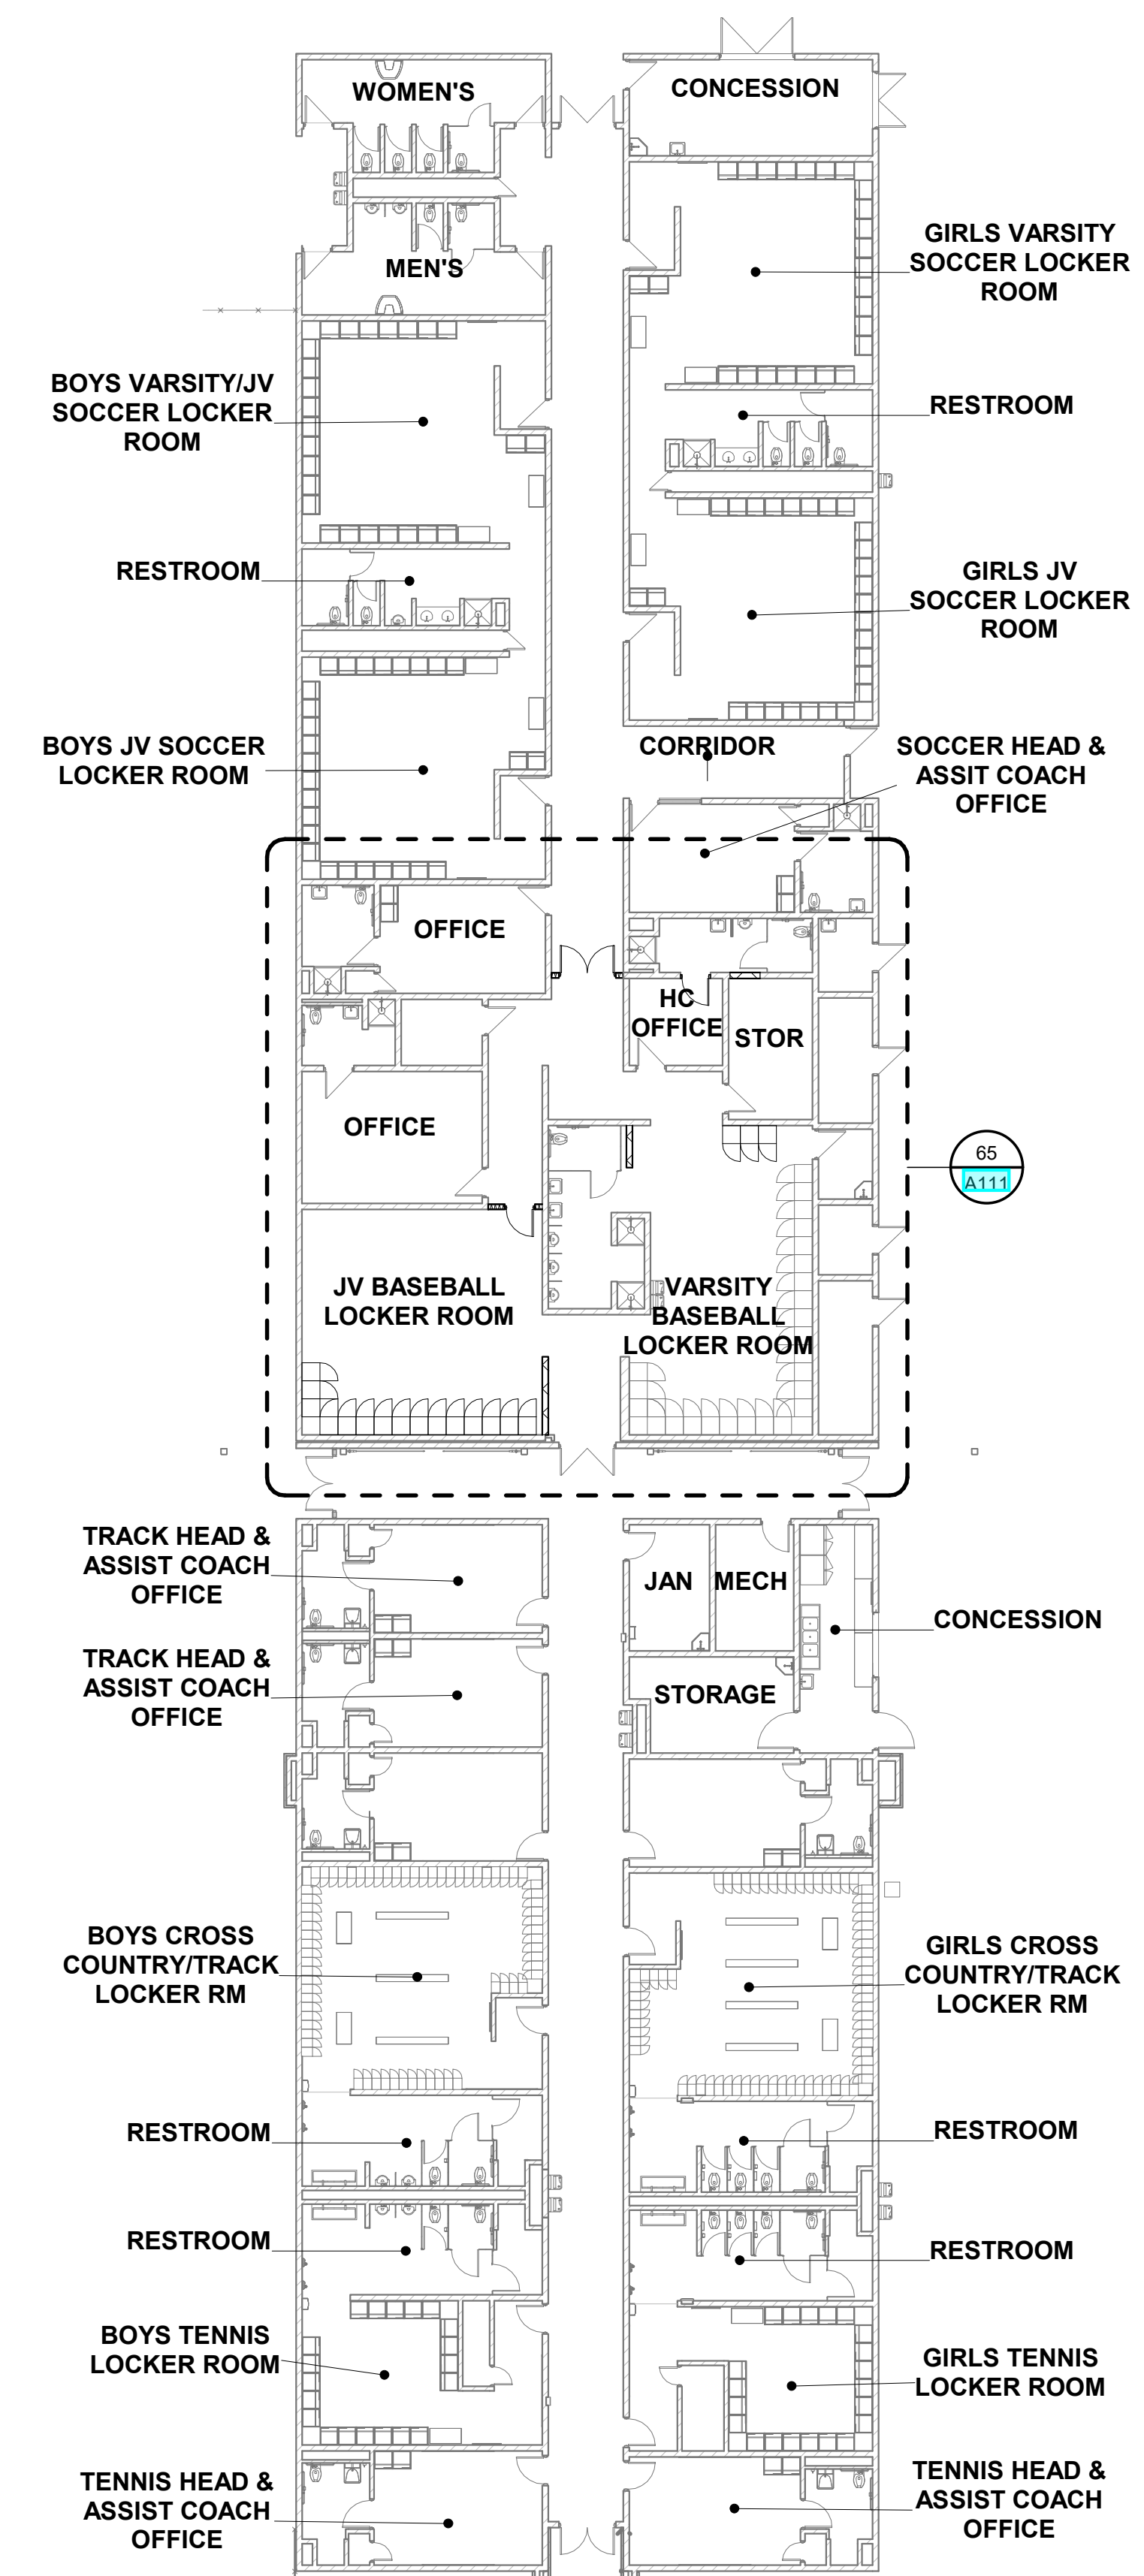 WOMEN'S
CONCESSION
MEN'S
GIRLS VARSITY
SOCCER LOCKER
ROOM
BOYS VARSITY/JV
SOCCER LOCKER
ROOM
RESTROOM
RESTROOM
GIRLS JV
SOCCER LOCKER
ROOM
BOYS JV SOCCER
LOCKER ROOM
CORRIDOR
SOCCER HEAD &
ASSIT COACH
OFFICE
OFFICE
HC
OFFICE
STOR
OFFICE
65
A111
JV BASEBALL
LOCKER ROOM
VARSITY
BASEBALL
LOCKER ROOM
TRACK HEAD &
ASSIST COACH
OFFICE
JAN
MECH
CONCESSION
TRACK HEAD &
ASSIST COACH
OFFICE
STORAGE
BOYS CROSS
COUNTRY/TRACK
LOCKER RM
GIRLS CROSS
COUNTRY/TRACK
LOCKER RM
RESTROOM
RESTROOM
RESTROOM
RESTROOM
BOYS TENNIS
LOCKER ROOM
GIRLS TENNIS
LOCKER ROOM
TENNIS HEAD &
ASSIST COACH
OFFICE
TENNIS HEAD &
ASSIST COACH
OFFICE